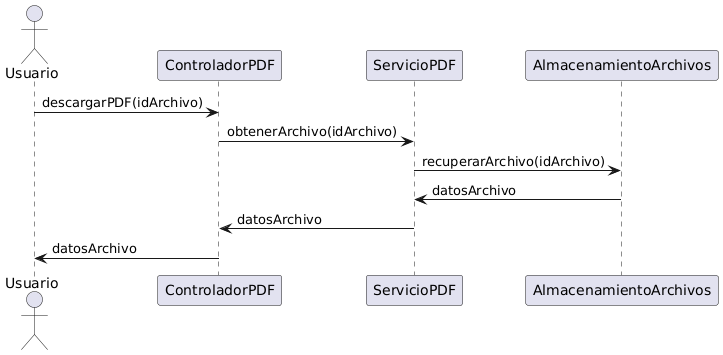 Usuario
ControladorPDF
ServicioPDF
AlmacenamientoArchivos
descargarPDF(idArchivo)
obtenerArchivo(idArchivo)
recuperarArchivo(idArchivo)
datosArchivo
datosArchivo
datosArchivo
Usuario
ControladorPDF
ServicioPDF
AlmacenamientoArchivos